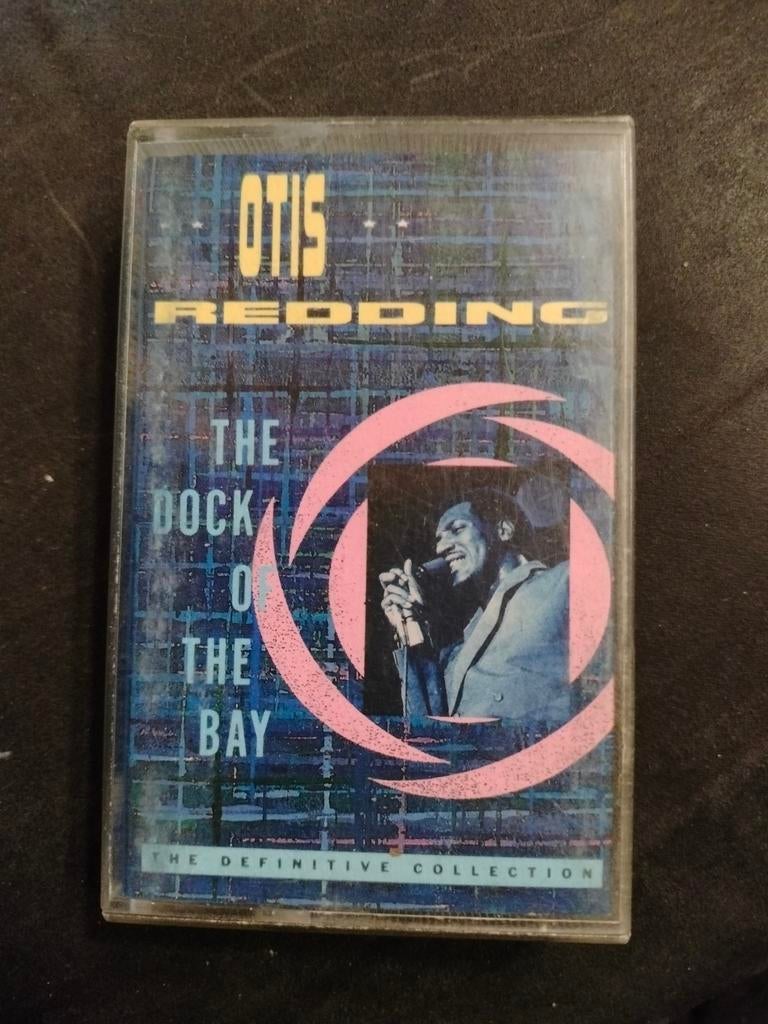 OTIS
REDDING
THE
DOCK
OF
THE
BAY
THE DEFINITIVE COLLECTION